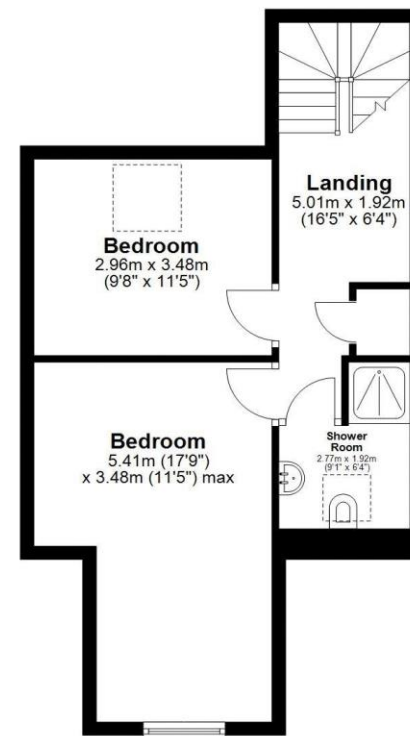 Landing
5.01m x 1.92m
(16'5" x 6'4")
Bedroom
2.96m x 3.48m
(9'8" x 11'5")
Bedroom
5.41m (17'9")
x 3.48m (11'5") max
Shower
Room
2.77m x 1.92m
(9'1" x 6'4")